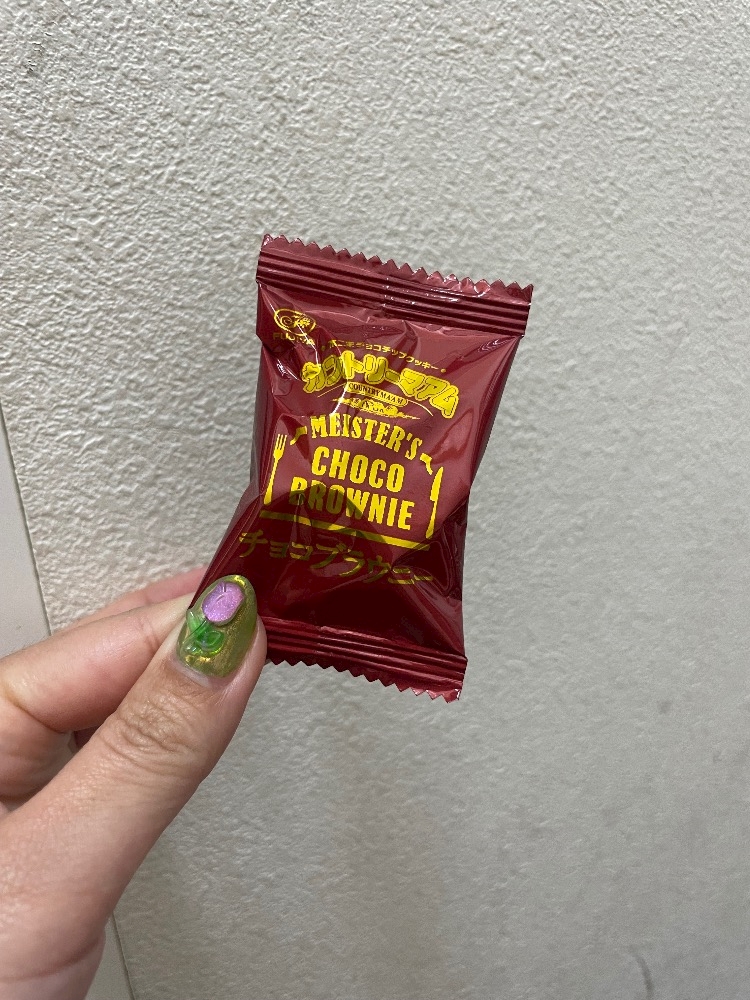 FUJIYA
カントリーマアム
COUNTRY MA'AM
MEISTER'S
CHOCO
BROWNIE
チョコブラウニー